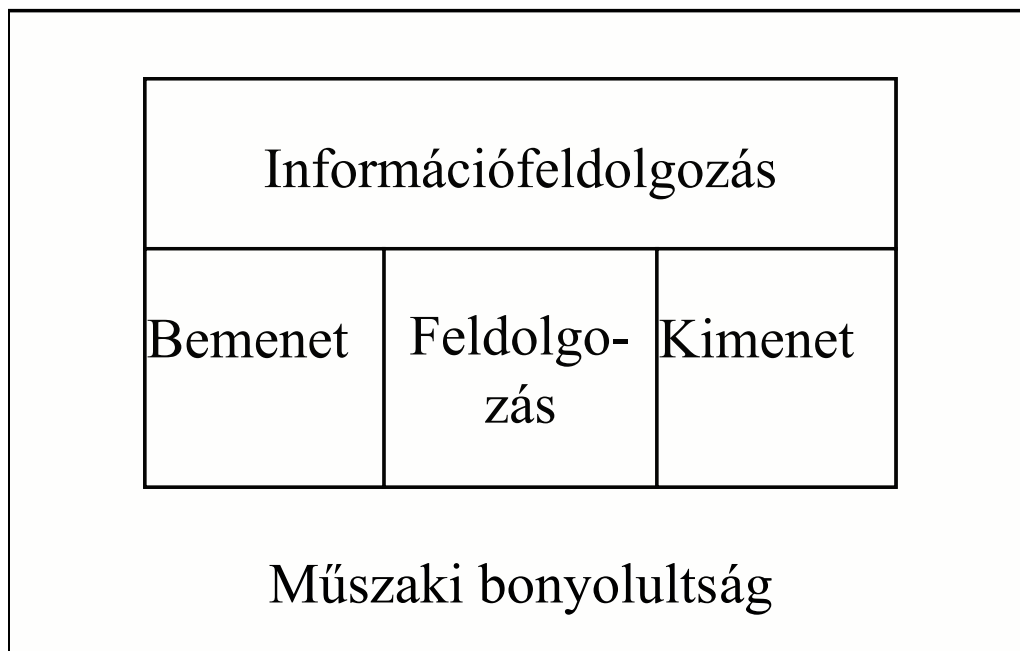 Információfeldolgozás
Bemenet
Feldolgo-
zás
Kimenet
Műszaki bonyolultság